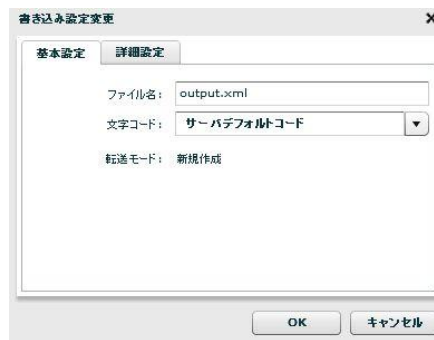 書き込み設定変更 ×
基本設定 詳細設定
ファイル名: output.xml
文字コード: サーバデフォルトコード
転送モード: 新規作成
OK キャンセル